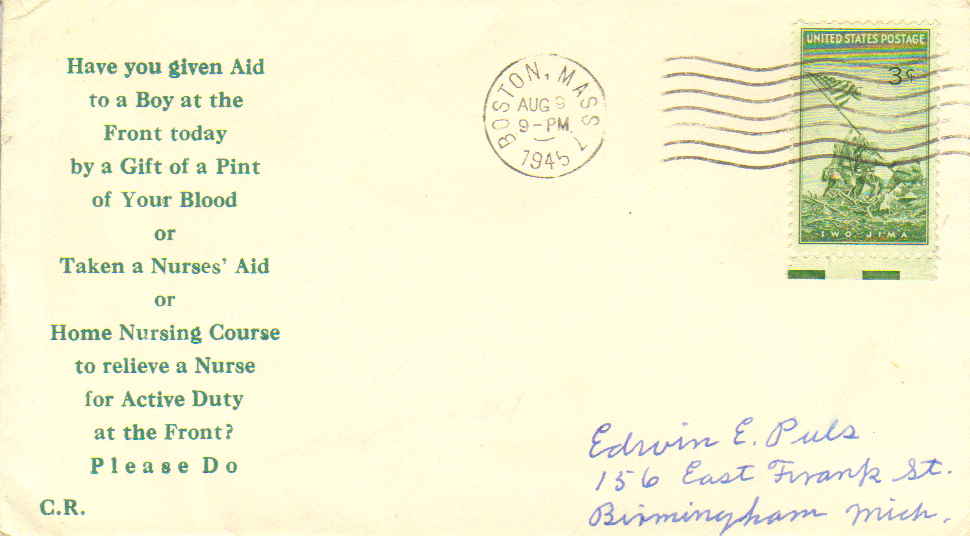 Have you given Aid
to a Boy at the
Front today
by a Gift of a Pint
of Your Blood
or
Taken a Nurses' Aid
or
Home Nursing Course
to relieve a Nurse
for Active Duty
at the Front?
Please Do
C.R.
BOSTON, MASS
AUG 9
9-PM
1945
UNITED STATES POSTAGE
3¢
IWO JIMA
Edwin E. Puls
156 East Frank St.
Birmingham Mich.